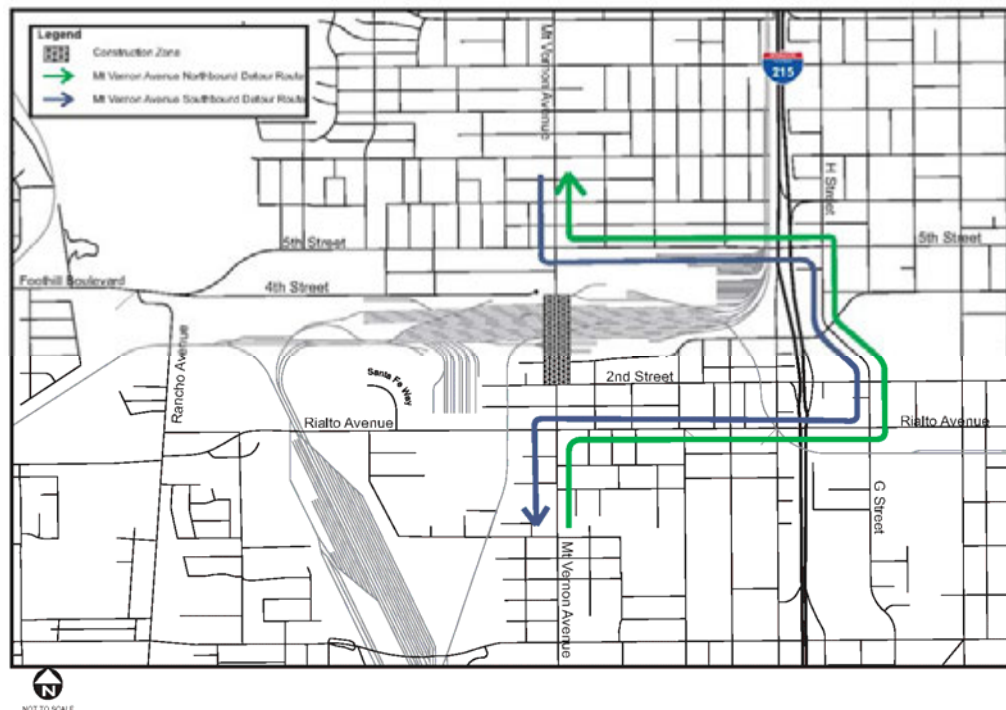 Legend
Construction Zone
Mt Vernon Avenue Northbound Detour Route
Mt Vernon Avenue Southbound Detour Route
Mt Vernon Avenue
215
H Street
5th Street
5th Street
Foothill Boulevard
4th Street
Rancho Avenue
Santa Fe Way
2nd Street
Rialto Avenue
Rialto Avenue
G Street
Mt Vernon Avenue
N
NOT TO SCALE